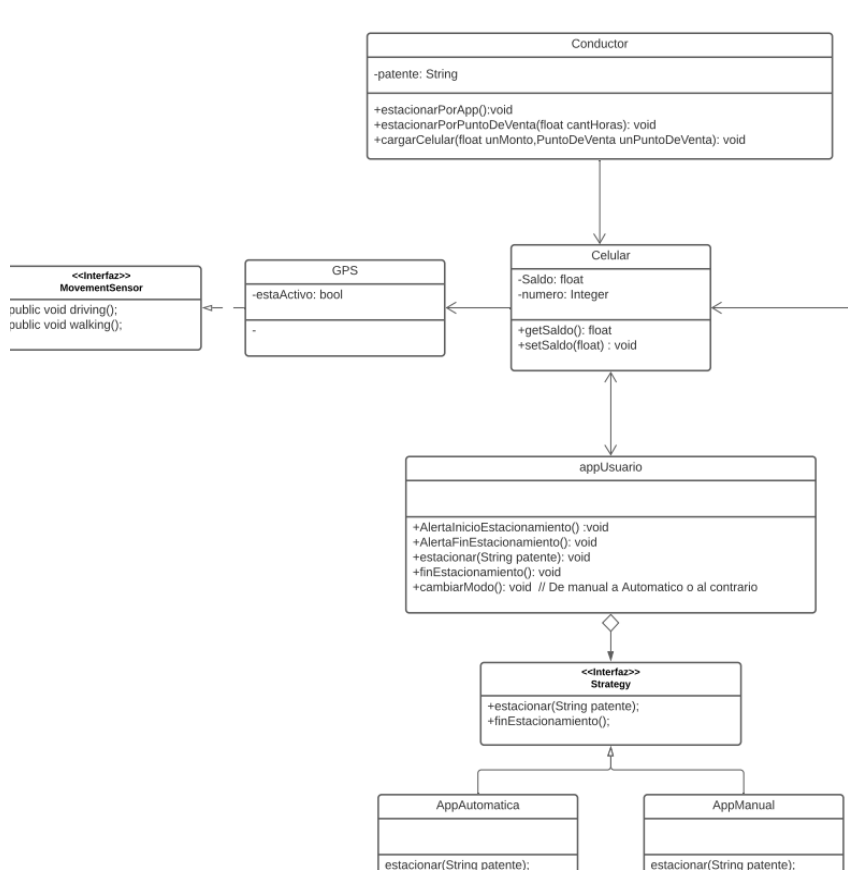 Conductor
-patente: String
+estacionarPorApp():void
+estacionarPorPuntoDeVenta(float cantHoras): void
+cargarCelular(float unMonto,PuntoDeVenta unPuntoDeVenta): void
<<Interfaz>>
MovementSensor
public void driving();
public void walking();
GPS
-estaActivo: bool
-
Celular
-Saldo: float
-numero: Integer
+getSaldo(): float
+setSaldo(float) : void
appUsuario
+AlertaInicioEstacionamiento() :void
+AlertaFinEstacionamiento(): void
+estacionar(String patente): void
+finEstacionamiento(): void
+cambiarModo(): void // De manual a Automatico o al contrario
<<Interfaz>>
Strategy
+estacionar(String patente);
+finEstacionamiento();
AppAutomatica
estacionar(String patente);
AppManual
estacionar(String patente);